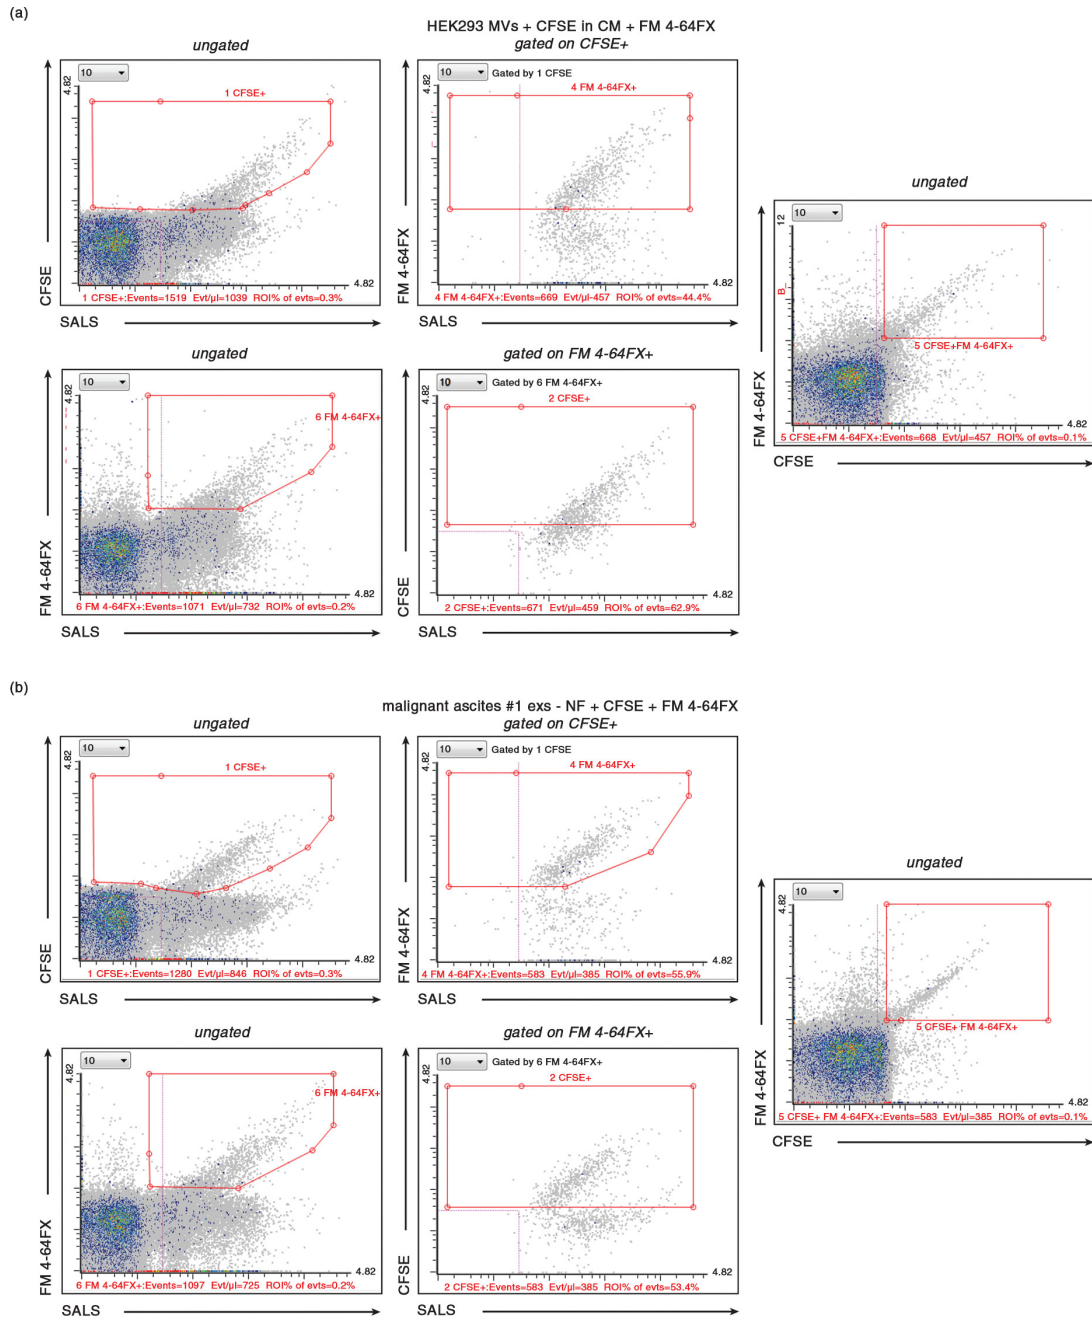 (a)
HEK293 MVs + CFSE in CM + FM 4-64FX
ungated
gated on CFSE+
10
4.82
1 CFSE+
CFSE
4.82
1 CFSE+:Events=1519 Evt/µl=1039 ROI% of evts=0.3%
SALS
10
Gated by 1 CFSE
4.82
4 FM 4-64FX+
FM 4-64FX
4.82
4 FM 4-64FX+:Events=669 Evt/µl-457 ROI% of evts=44.4%
SALS
ungated
10
12
B
5 CFSE+FM 4-64FX+
FM 4-64FX
4.82
5 CFSE+FM 4-64FX+:Events=668 Evt/µl=457 ROI% of evts=0.1%
CFSE
ungated
gated on FM 4-64FX+
10
4.82
6 FM 4-64FX+
FM 4-64FX
4.82
6 FM 4-64FX+:Events=1071 Evt/µl=732 ROI% of evts=0.2%
SALS
10
Gated by 6 FM 4-64FX+
4.82
2 CFSE+
CFSE
4.82
2 CFSE+:Events=671 Evt/µl=459 ROI% of evts=62.9%
SALS
(b)
malignant ascites #1 exs - NF + CFSE + FM 4-64FX
ungated
gated on CFSE+
10
4.82
1 CFSE+
CFSE
4.82
1 CFSE+:Events=1280 Evt/µl=846 ROI% of evts=0.3%
SALS
10
Gated by 1 CFSE
4.82
4 FM 4-64FX+
FM 4-64FX
4.82
4 FM 4-64FX+:Events=583 Evt/µl=385 ROI% of evts=55.9%
SALS
ungated
10
4.82
5 CFSE+ FM 4-64FX+
FM 4-64FX
4.82
5 CFSE+ FM 4-64FX+:Events=583 Evt/µl=385 ROI% of evts=0.1%
CFSE
ungated
gated on FM 4-64FX+
10
4.82
6 FM 4-64FX+
FM 4-64FX
4.82
6 FM 4-64FX+:Events=1097 Evt/µl=725 ROI% of evts=0.2%
SALS
10
Gated by 6 FM 4-64FX+
4.82
2 CFSE+
CFSE
4.82
2 CFSE+:Events=583 Evt/µl=385 ROI% of evts=53.4%
SALS